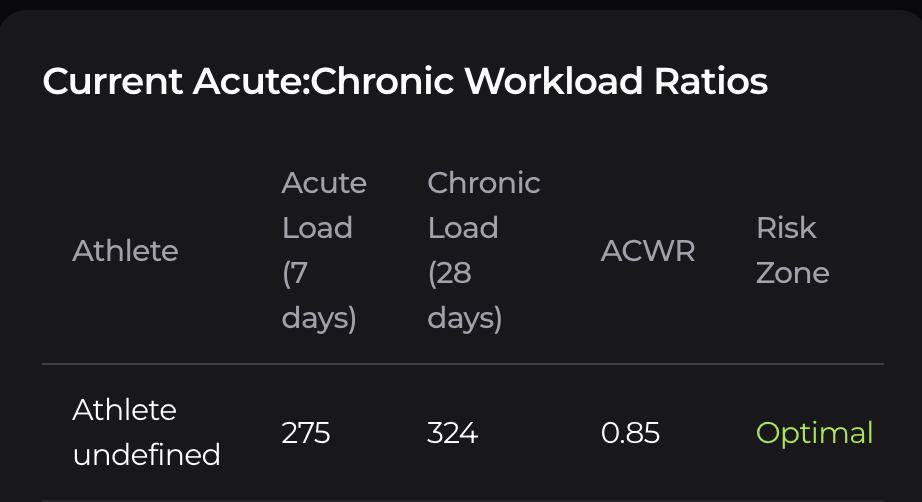 Current Acute:Chronic Workload Ratios
Athlete
Acute
Load
(7
days)
Chronic
Load
(28
days)
ACWR
Risk
Zone
Athlete
undefined
275
324
0.85
Optimal